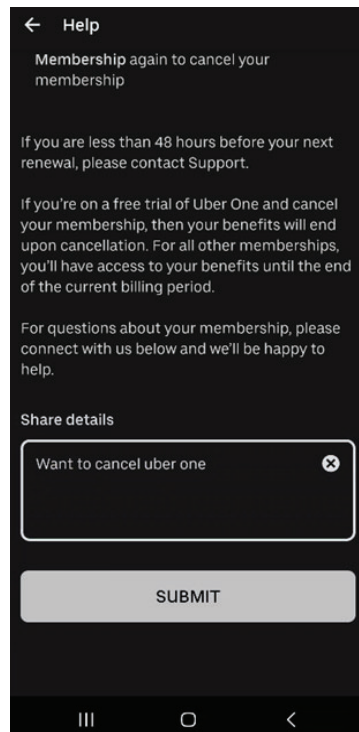 Help
Membership again to cancel your
membership
If you are less than 48 hours before your next
renewal, please contact Support.
If you're on a free trial of Uber One and cancel
your membership, then your benefits will end
upon cancellation. For all other memberships,
you'll have access to your benefits until the end
of the current billing period.
For questions about your membership, please
connect with us below and we'll be happy to
help.
Share details
Want to cancel uber one
SUBMIT